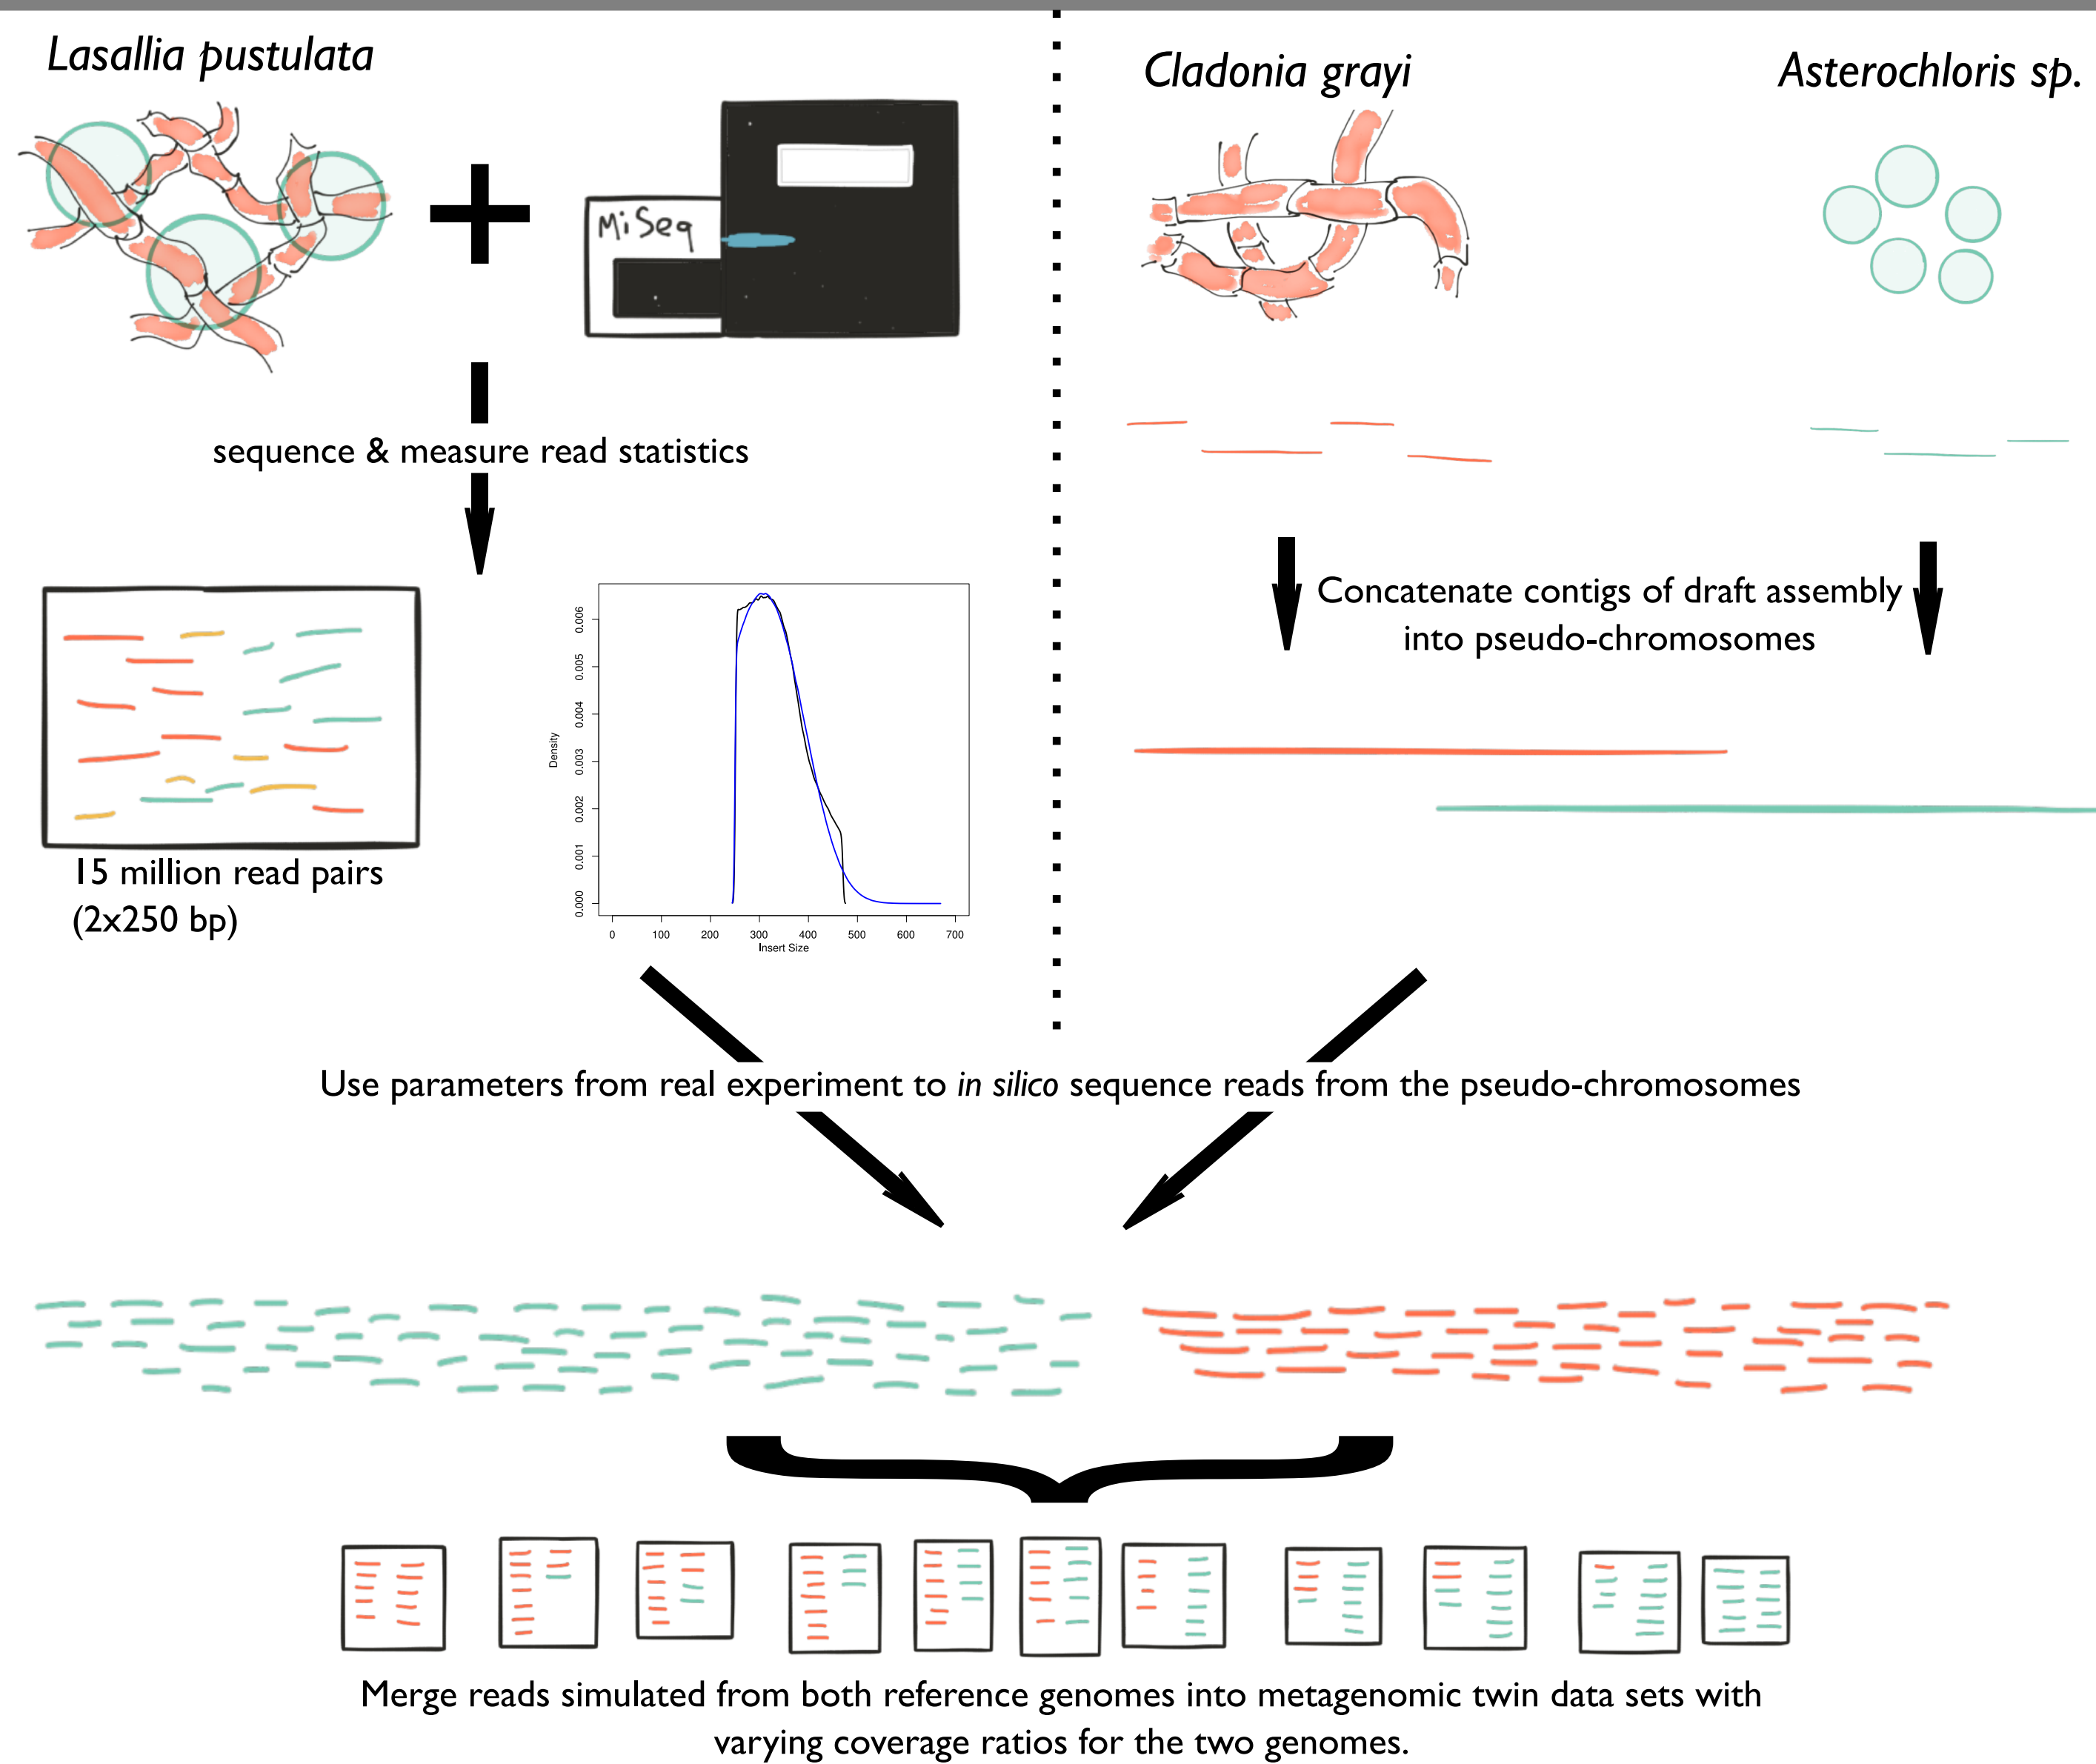 Lasallia pustulata
MiSeq
sequence & measure read statistics
15 million read pairs
(2x250 bp)
Density
0.006
0.005
0.004
0.003
0.002
0.001
0.000
0 100 200 300 400 500 600 700
Insert Size
Cladonia grayi
Asterochloris sp.
Concatenate contigs of draft assembly
into pseudo-chromosomes
Use parameters from real experiment to in silico sequence reads from the pseudo-chromosomes
Merge reads simulated from both reference genomes into metagenomic twin data sets with
varying coverage ratios for the two genomes.